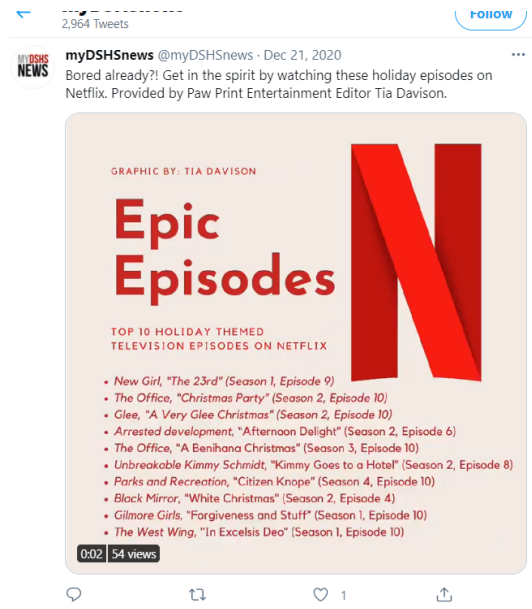 2,964 Tweets
Follow
MYDSHS
NEWS
myDSHSnews @myDSHSnews · Dec 21, 2020
Bored already?! Get in the spirit by watching these holiday episodes on
Netflix. Provided by Paw Print Entertainment Editor Tia Davison.
GRAPHIC BY: TIA DAVISON
Epic
Episodes
TOP 10 HOLIDAY THEMED
TELEVISION EPISODES ON NETFLIX
• New Girl, "The 23rd" (Season 1, Episode 9)
• The Office, "Christmas Party" (Season 2, Episode 10)
• Glee, "A Very Glee Christmas" (Season 2, Episode 10)
• Arrested development, "Afternoon Delight" (Season 2, Episode 6)
• The Office, "A Benihana Christmas" (Season 3, Episode 10)
• Unbreakable Kimmy Schmidt, "Kimmy Goes to a Hotel" (Season 2, Episode 8)
• Parks and Recreation, "Citizen Knope" (Season 4, Episode 10)
• Black Mirror, "White Christmas" (Season 2, Episode 4)
• Gilmore Girls, "Forgiveness and Stuff" (Season 1, Episode 10)
• The West Wing, "In Excelsis Deo" (Season 1, Episode 10)
0:02 54 views
1